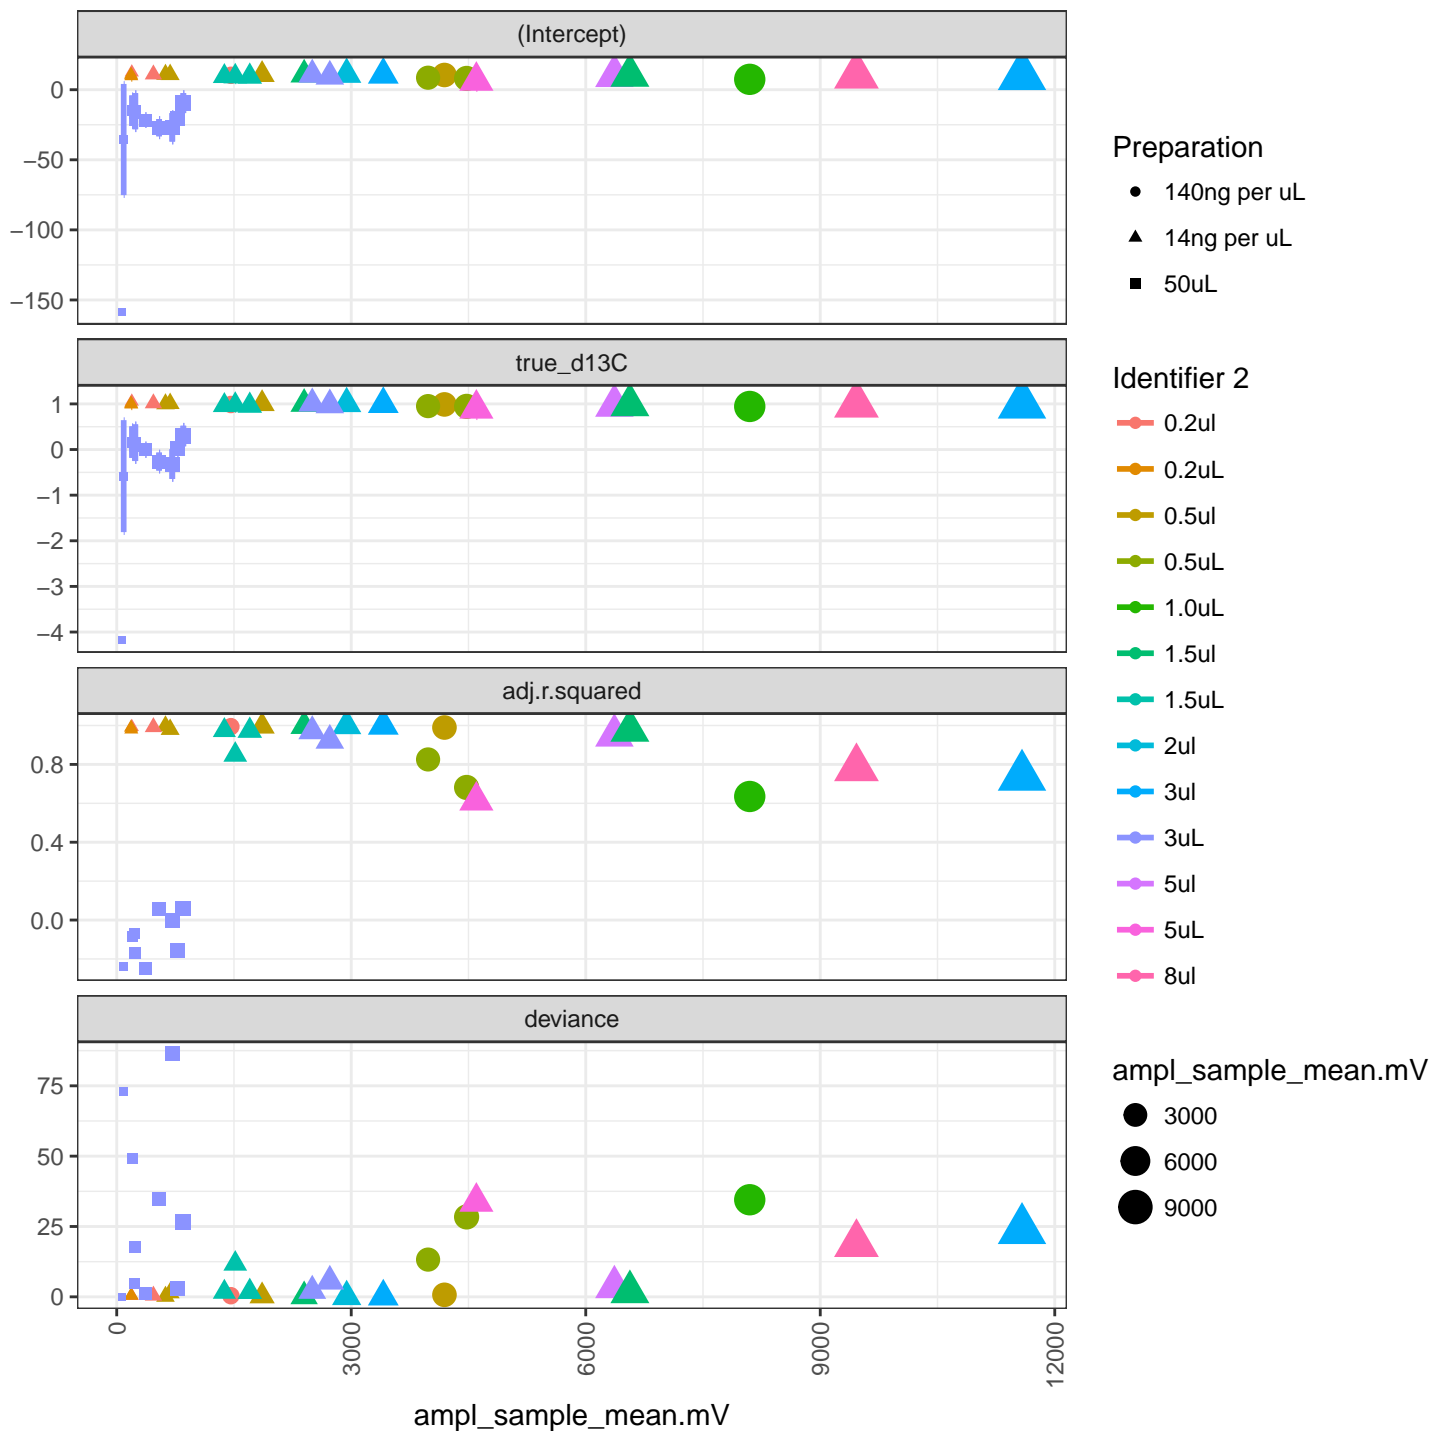 (Intercept)
0
−50
−100
−150
true_d13C
1
0
−1
−2
−3
−4
adj.r.squared
0.8
0.4
0.0
deviance
75
50
25
0
0
3000
6000
9000
12000
ampl_sample_mean.mV
Preparation
140ng per uL
14ng per uL
50uL
Identifier 2
0.2ul
0.2uL
0.5ul
0.5uL
1.0uL
1.5ul
1.5uL
2ul
3ul
3uL
5ul
5uL
8ul
ampl_sample_mean.mV
3000
6000
9000